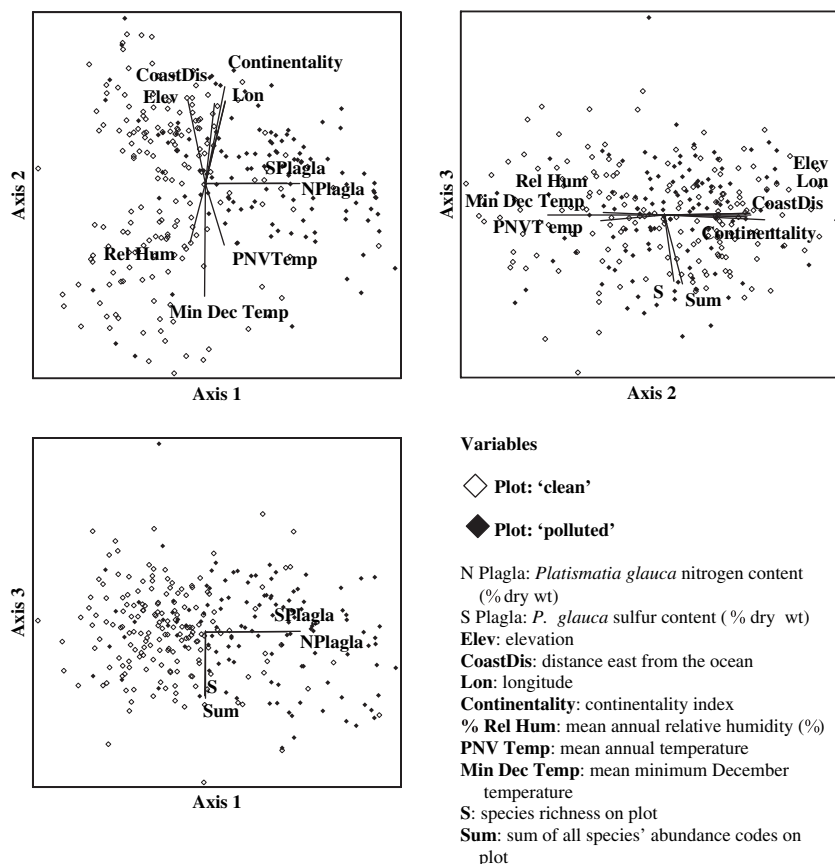 Continentality
CoastDis
Elev
Lon
SPlagla
NPlagla
Rel Hum
PNVTemp
Min Dec Temp
Axis 2
Axis 1
Elev
Rel Hum
Lon
Min Dec Temp
CoastDis
PNVTemp
Continentality
S
Sum
Axis 3
Axis 2
SPlagla
NPlagla
S
Sum
Axis 3
Axis 1
Variables
Plot: ‘clean’
Plot: ‘polluted’
N Plagla: Platismatia glauca nitrogen content
(% dry wt)
S Plagla: P. glauca sulfur content ( % dry wt)
Elev: elevation
CoastDis: distance east from the ocean
Lon: longitude
Continentality: continentality index
% Rel Hum: mean annual relative humidity (%)
PNV Temp: mean annual temperature
Min Dec Temp: mean minimum December
temperature
S: species richness on plot
Sum: sum of all species’ abundance codes on
plot